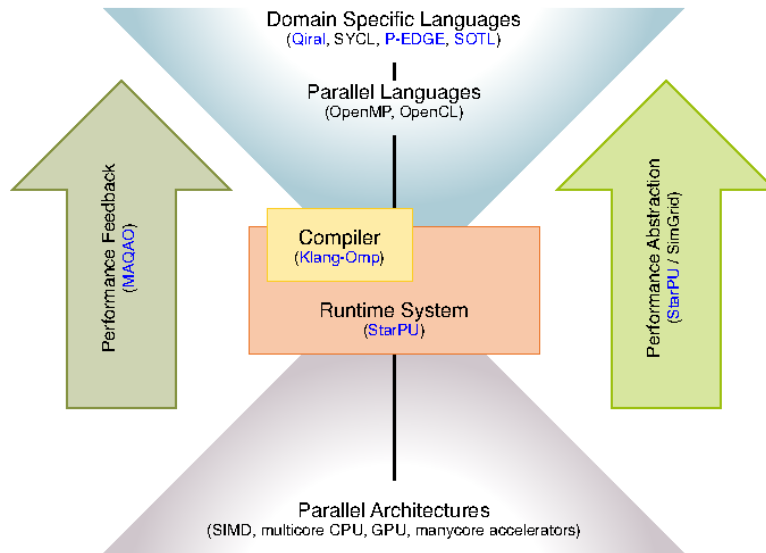 Domain Specific Languages
(Qiral, SYCL, P-EDGE, SOTL)
Parallel Languages
(OpenMP, OpenCL)
Performance Feedback
(MAQAO)
Compiler
(Klang-Omp)
Runtime System
(StarPU)
Performance Abstraction
(StarPU / SimGrid)
Parallel Architectures
(SIMD, multicore CPU, GPU, manycore accelerators)